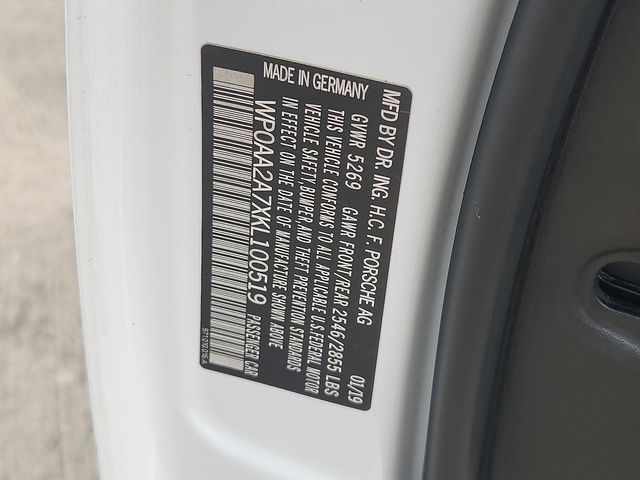 MFD BY DR. ING. H.C. F. PORSCHE AG 01/19
GVWR 5269 GAWR FRONT/REAR 2546/2855 LBS
THIS VEHICLE CONFORMS TO ALL APPLICABLE U.S. FEDERAL MOTOR
VEHICLE SAFETY, BUMPER, AND THEFT PREVENTION STANDARDS
IN EFFECT ON THE DATE OF MANUFACTURE SHOWN ABOVE
MADE IN GERMANY
WP0AA2A7XKL100519 PASSENGER CAR